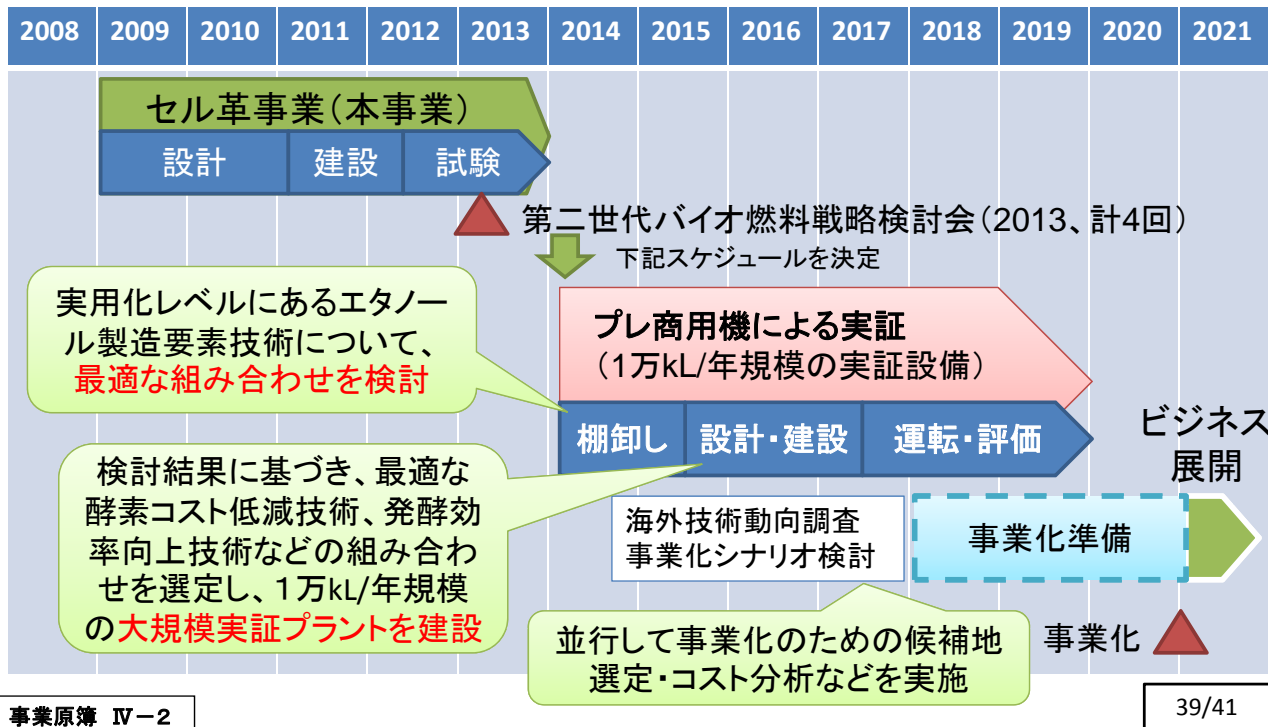 2008 2009 2010 2011 2012 2013 2014 2015 2016 2017 2018 2019 2020 2021
セル革事業(本事業)
設計 建設 試験
第二世代バイオ燃料戦略検討会(2013、計4回)
下記スケジュールを決定
実用化レベルにあるエタノー
ル製造要素技術について、
最適な組み合わせを検討
プレ商用機による実証
(1万kL/年規模の実証設備)
棚卸し 設計・建設 運転・評価
ビジネス
展開
検討結果に基づき、最適な
酵素コスト低減技術、発酵効
率向上技術などの組み合わ
せを選定し、1万kL/年規模
の大規模実証プラントを建設
海外技術動向調査
事業化シナリオ検討
事業化準備
並行して事業化のための候補地
選定・コスト分析などを実施
事業化
事業原簿 Ⅳ-2
39/41